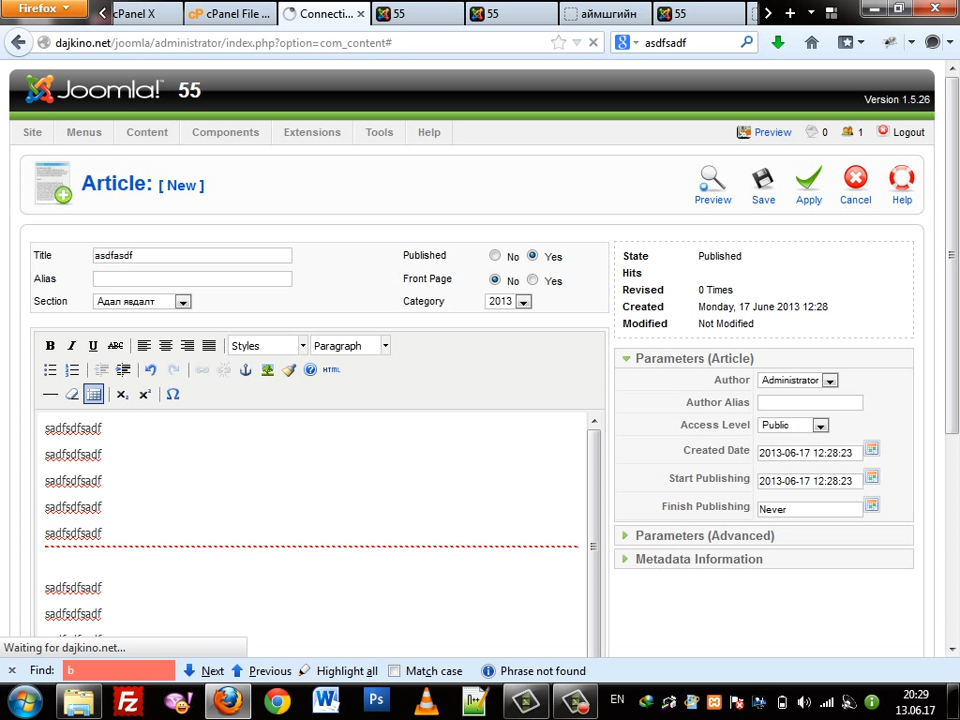 Firefox
cPanel X
cPanel File ...
Connecti...
55
55
аймшгийн
55
dajkino.net/joomla/administrator/index.php?option=com_content#
asdfsadf
Joomla! 55
Version 1.5.26
Site Menus Content Components Extensions Tools Help
Preview 0 1 Logout
Article: [ New ]
Preview Save Apply Cancel Help
Title asdfasdf Published No Yes
Alias Front Page No Yes
Section Адал явдалт Category 2013
State Published
Hits
Revised 0 Times
Created Monday, 17 June 2013 12:28
Modified Not Modified
B I U ABC Styles Paragraph
HTML
Parameters (Article)
Author Administrator
Author Alias
Access Level Public
Created Date 2013-06-17 12:28:23
Start Publishing 2013-06-17 12:28:23
Finish Publishing Never
Parameters (Advanced)
Metadata Information
sadfsdfsadf
sadfsdfsadf
sadfsdfsadf
sadfsdfsadf
sadfsdfsadf
sadfsdfsadf
sadfsdfsadf
Waiting for dajkino.net...
Find: b Next Previous Highlight all Match case Phrase not found
EN
20:29
13.06.17